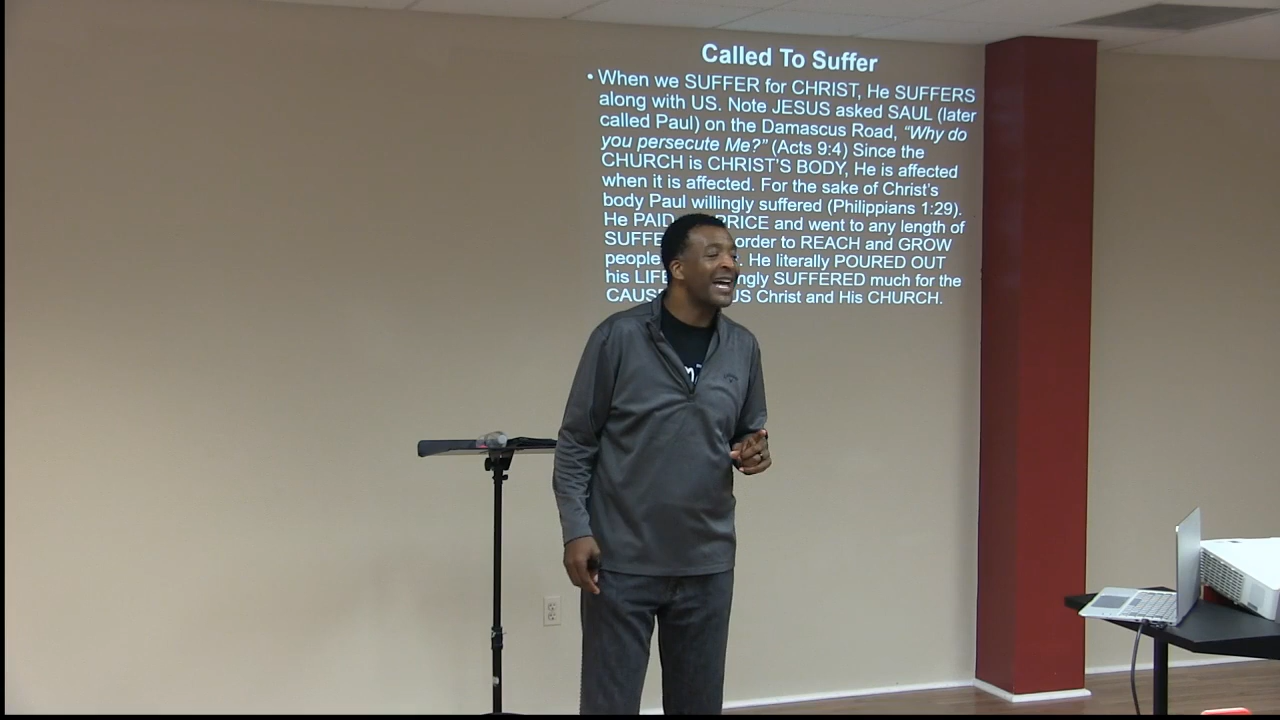 Called To Suffer
• When we SUFFER for CHRIST, He SUFFERS
along with US. Note JESUS asked SAUL (later
called Paul) on the Damascus Road, “Why do
you persecute Me?” (Acts 9:4) Since the
CHURCH is CHRIST’S BODY, He is affected
when it is affected. For the sake of Christ’s
body Paul willingly suffered (Philippians 1:29).
He PAID PRICE and went to any length of
order to REACH and GROW
people . He literally POURED OUT
his SUFFERED much for the
Christ and His CHURCH.